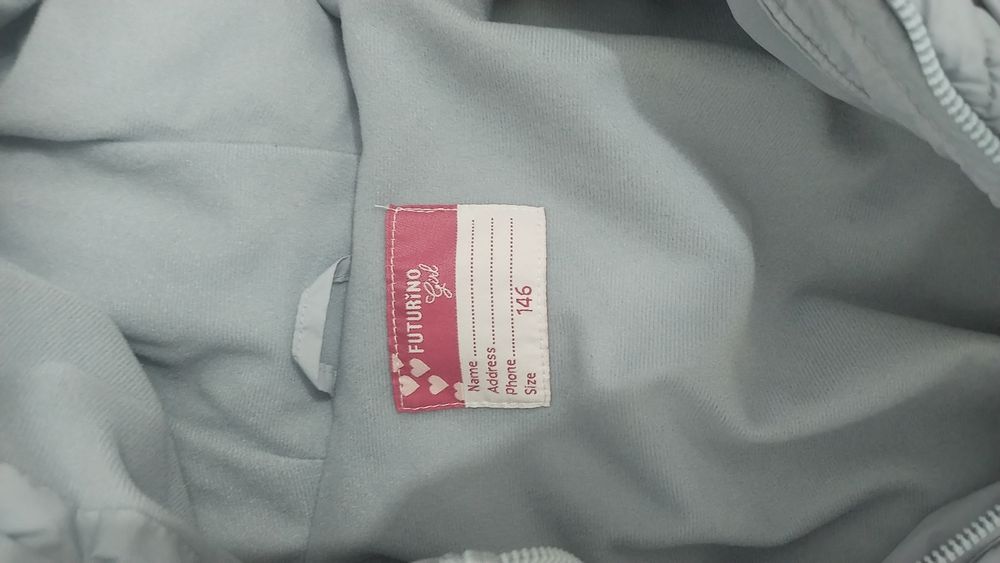 FUTURiNO
Girl
Name..............................
Address.........................
Phone.............................
Size 146